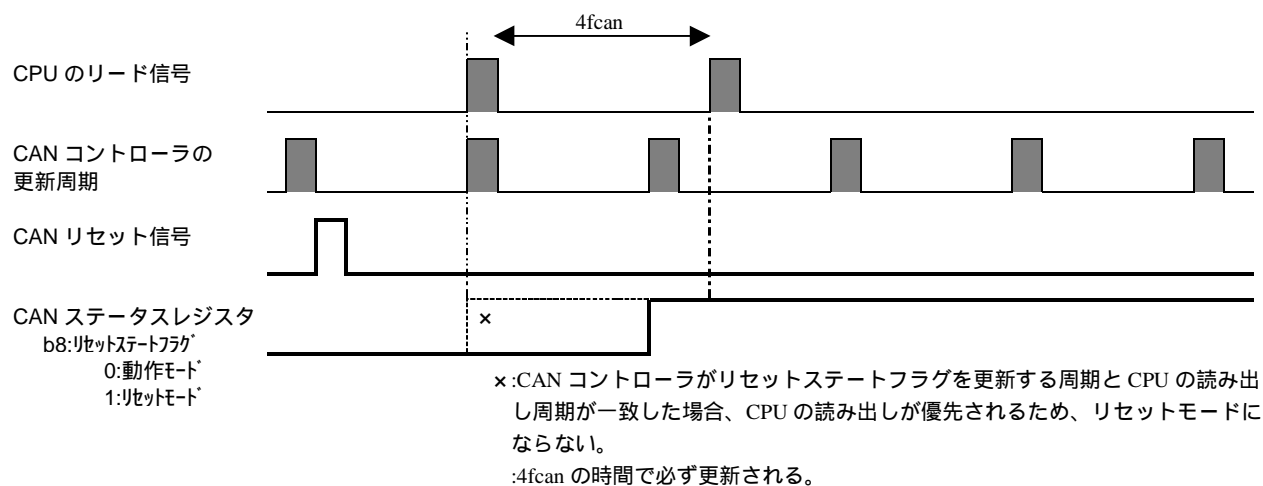 4fcan
CPU のリード信号
CAN コントローラの
更新周期
CAN リセット信号
CAN ステータスレジスタ
b8:ﾘｾｯﾄｽﾃｰﾄﾌﾗｸﾞ
0:動作ﾓｰﾄﾞ
1:ﾘｾｯﾄﾓｰﾄﾞ
×
×:CAN コントローラがリセットステートフラグを更新する周期と CPU の読み出
し周期が一致した場合、CPU の読み出しが優先されるため、リセットモードに
ならない。
:4fcan の時間で必ず更新される。